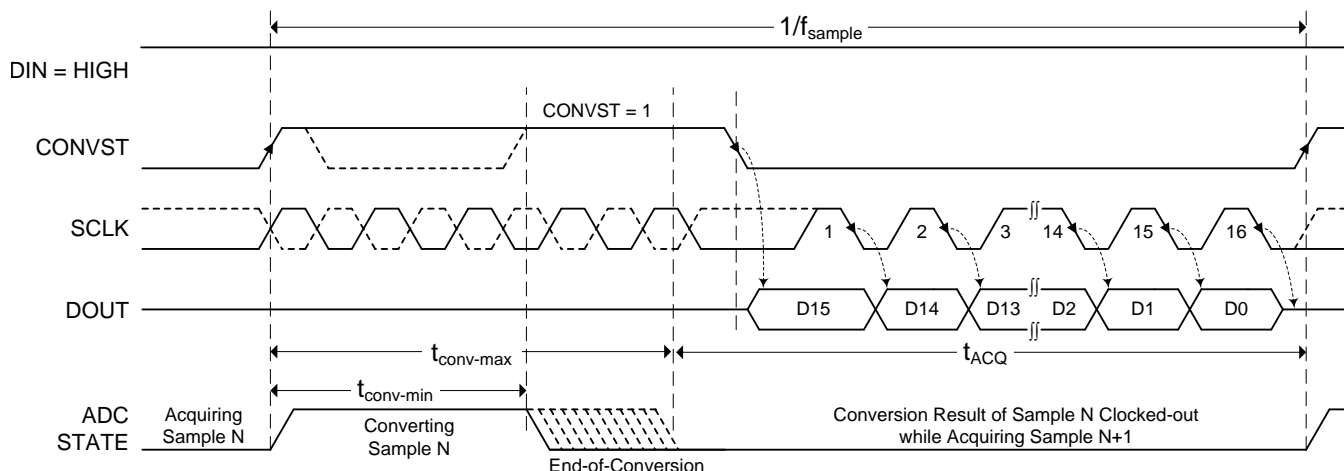 1/fsample
DIN = HIGH
CONVST = 1
CONVST
SCLK
1 2 3 14 15 16
DOUT
D15 D14 D13 D2 D1 D0
tconv-max
tACQ
tconv-min
ADC
STATE
Acquiring
Sample N
Converting
Sample N
End-of-Conversion
Conversion Result of Sample N Clocked-out
while Acquiring Sample N+1